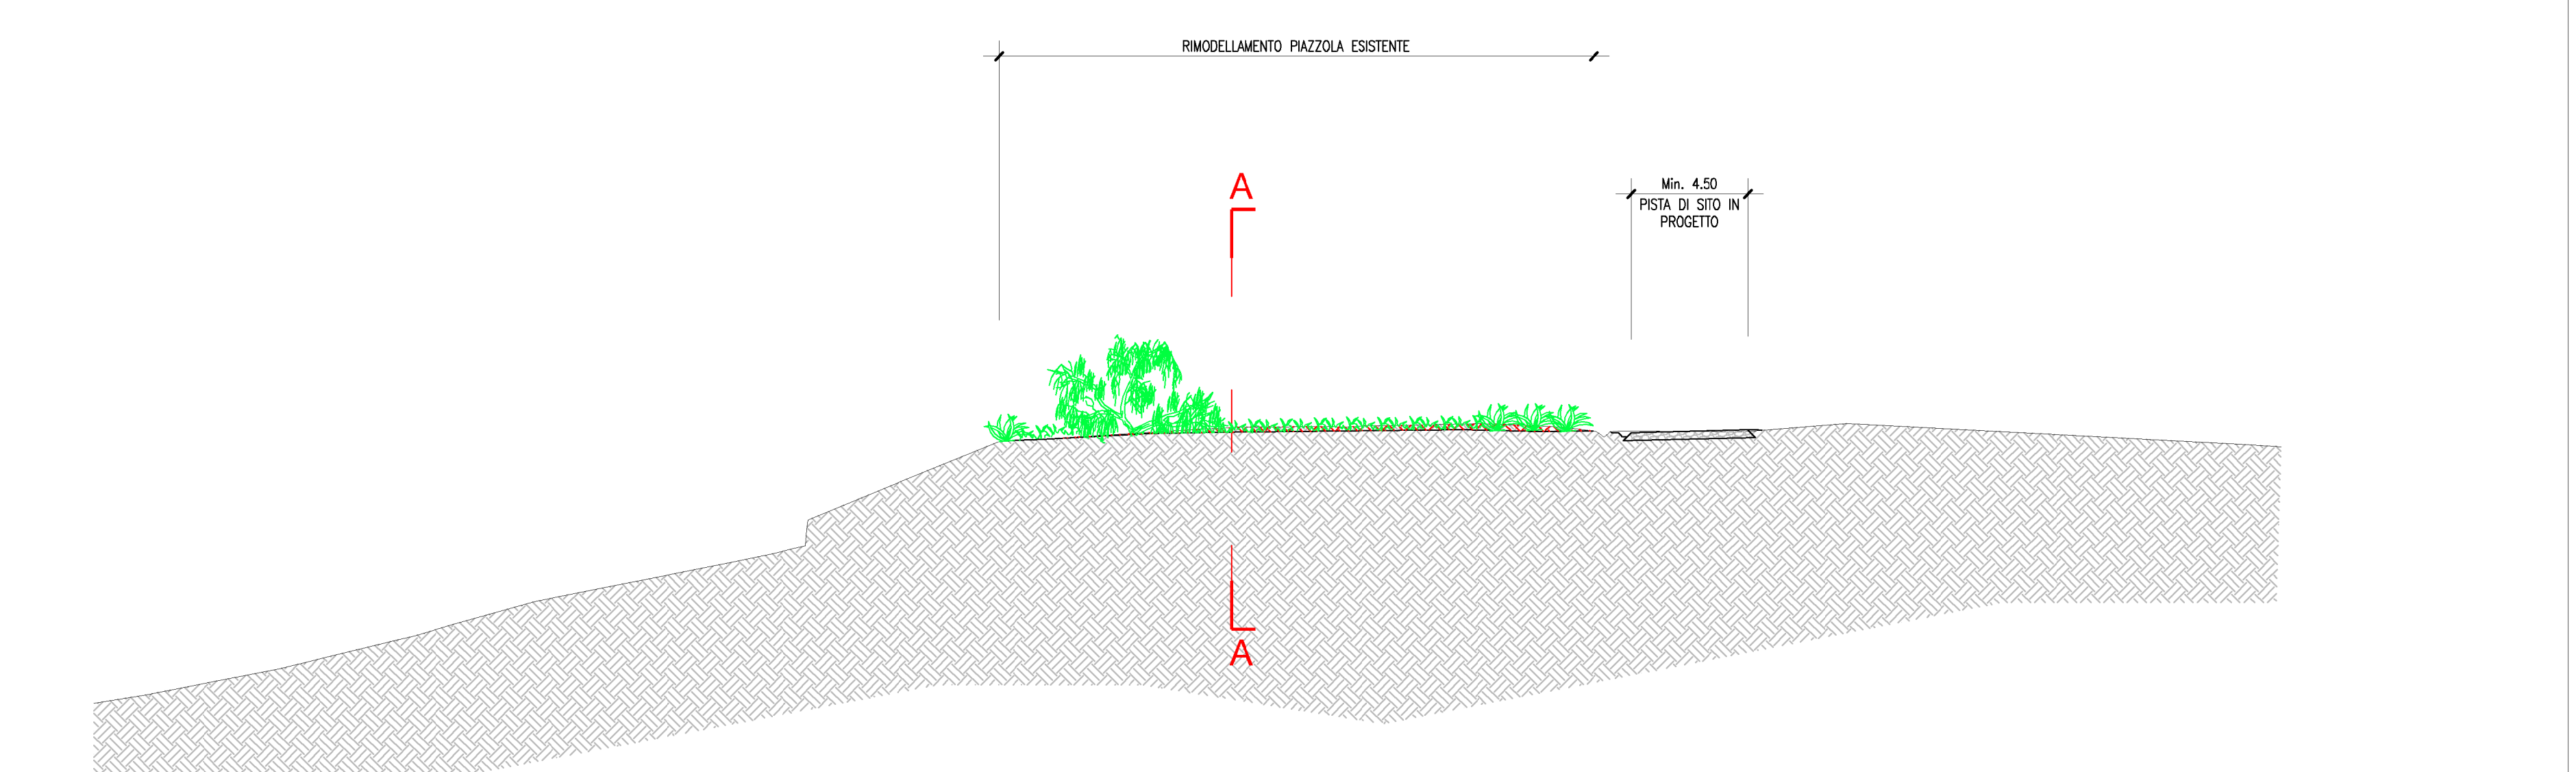 RIMODELLAMENTO PIAZZOLA ESISTENTE
A
Min. 4.50
PISTA DI SITO IN
PROGETTO
A